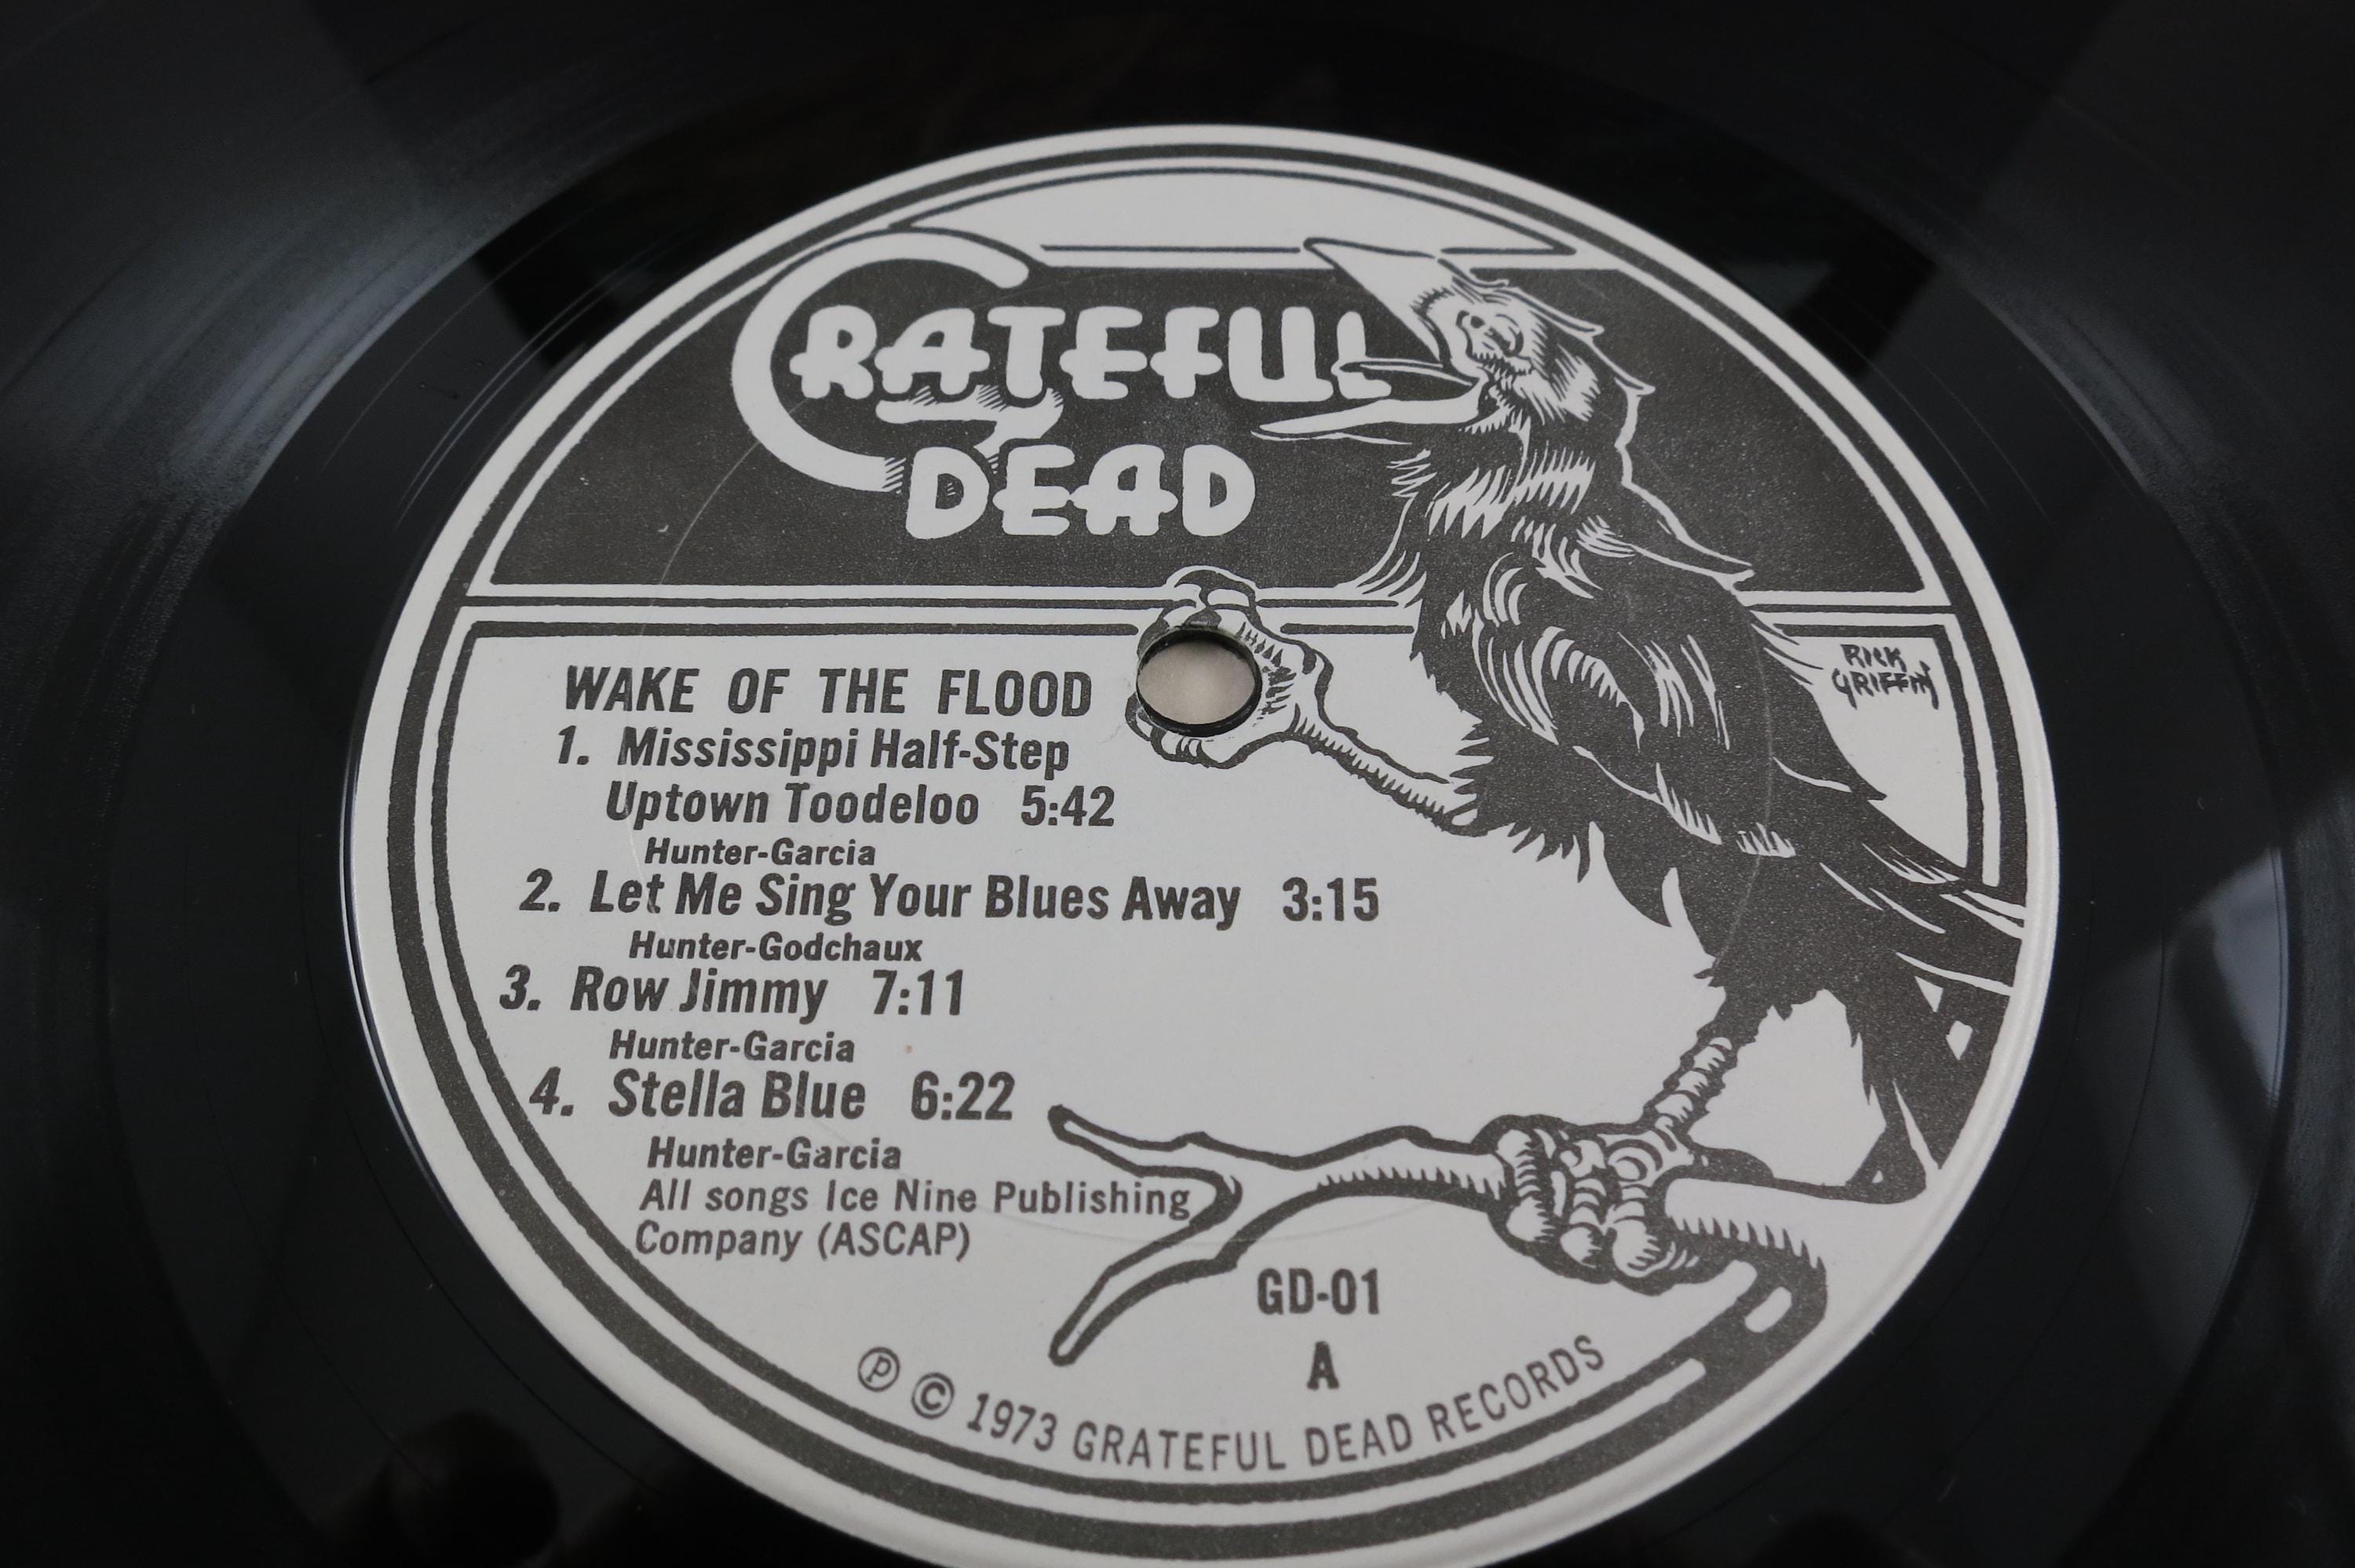 GRATEFUL
DEAD
RICK
GRIFFIN
WAKE OF THE FLOOD
1. Mississippi Half-Step
Uptown Toodeloo 5:42
Hunter-Garcia
2. Let Me Sing Your Blues Away 3:15
Hunter-Godchaux
3. Row Jimmy 7:11
Hunter-Garcia
4. Stella Blue 6:22
Hunter-Garcia
All songs Ice Nine Publishing
Company (ASCAP)
GD-01
A
℗ © 1973 GRATEFUL DEAD RECORDS